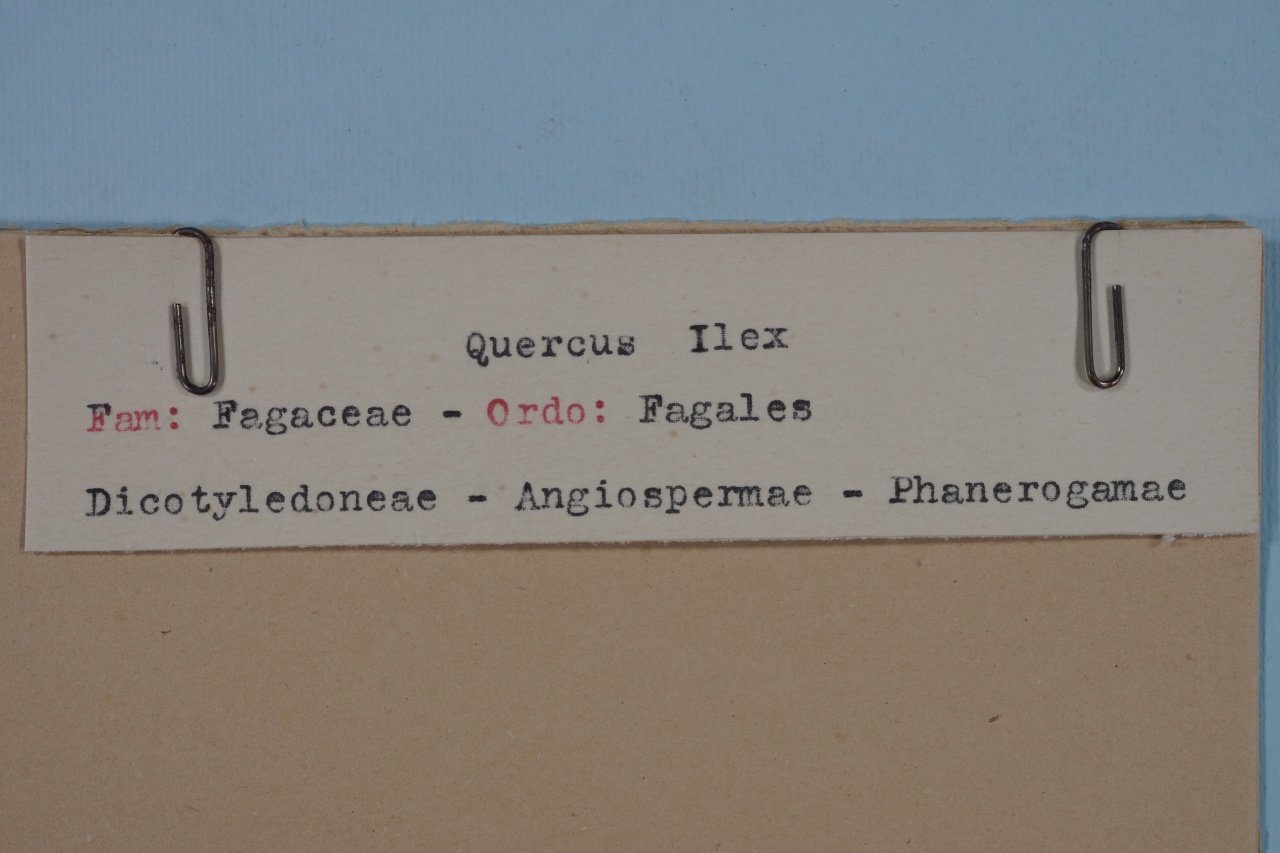 Quercus Ilex
Fam: Fagaceae - Ordo: Fagales
Dicotyledoneae - Angiospermae - Phanerogamae